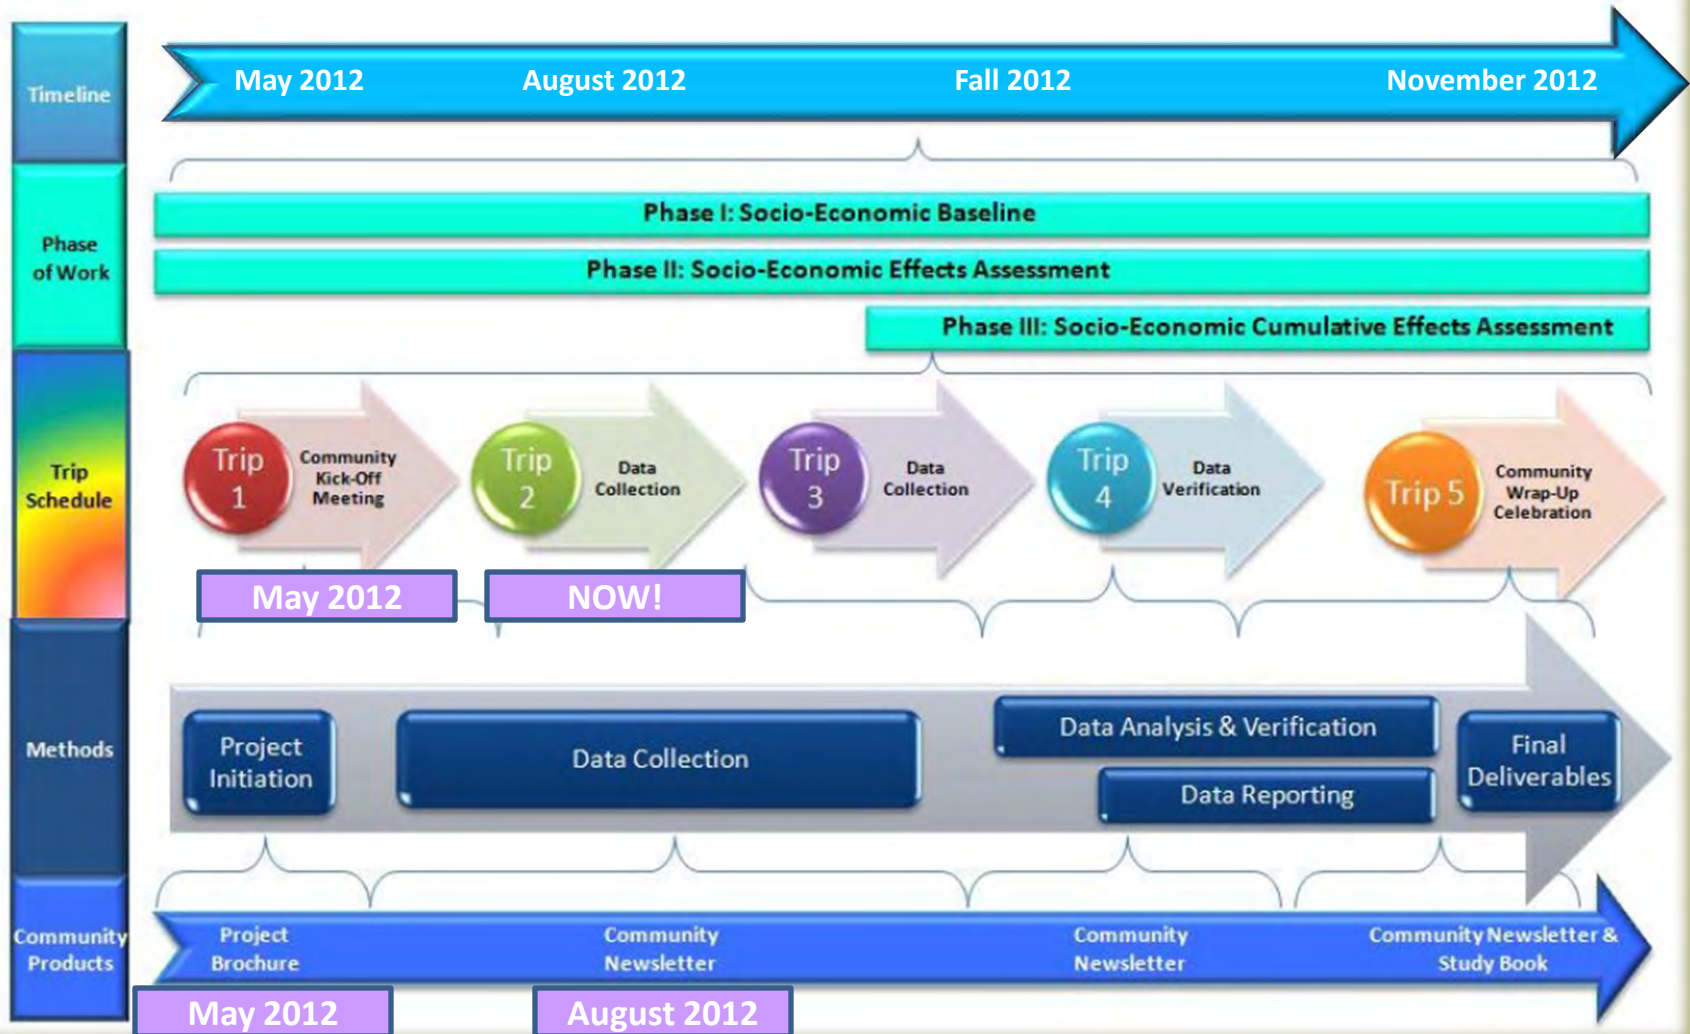 Timeline
May 2012
August 2012
Fall 2012
November 2012
Phase
of Work
Phase I: Socio-Economic Baseline
Phase II: Socio-Economic Effects Assessment
Phase III: Socio-Economic Cumulative Effects Assessment
Trip
Schedule
Trip
1
Community
Kick-Off
Meeting
Trip
2
Data
Collection
Trip
3
Data
Collection
Trip
4
Data
Verification
Trip 5
Community
Wrap-Up
Celebration
May 2012
NOW!
Methods
Project
Initiation
Data Collection
Data Analysis & Verification
Data Reporting
Final
Deliverables
Community
Products
Project
Brochure
Community
Newsletter
Community
Newsletter
Community Newsletter &
Study Book
May 2012
August 2012